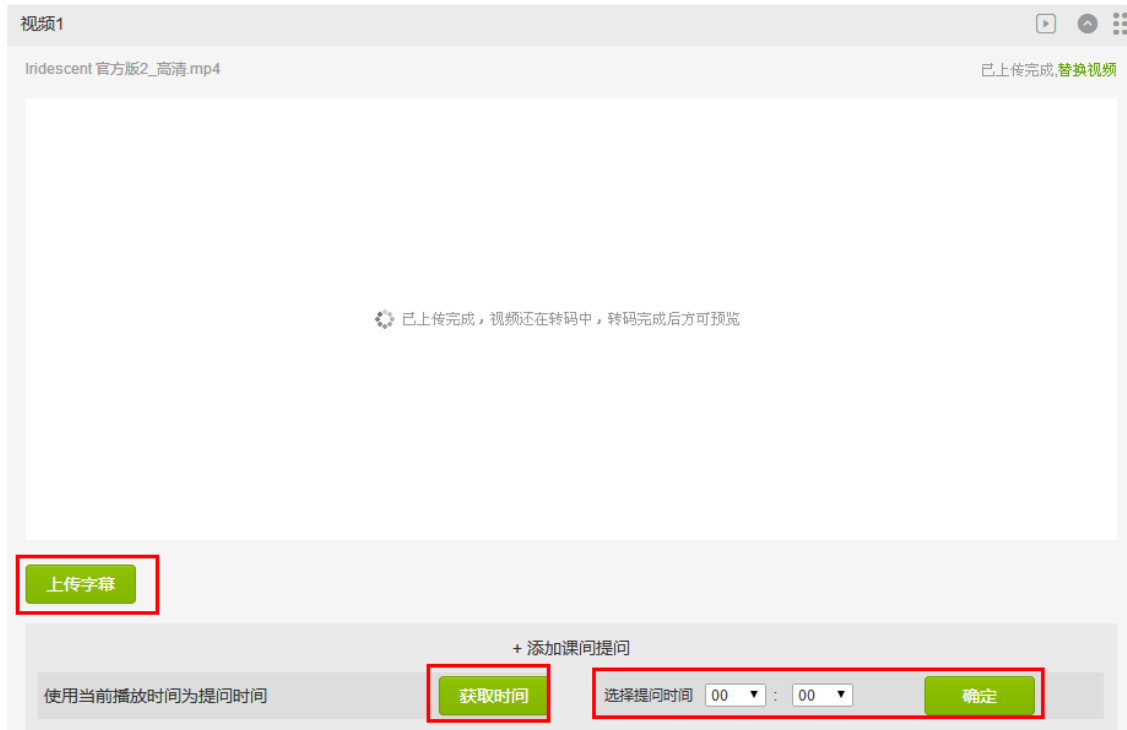 视频1
Iridescent 官方版2_高清.mp4 已上传完成,替换视频
已上传完成，视频还在转码中，转码完成后方可预览
上传字幕
+ 添加课间提问
使用当前播放时间为提问时间 获取时间 选择提问时间 00 : 00 确定